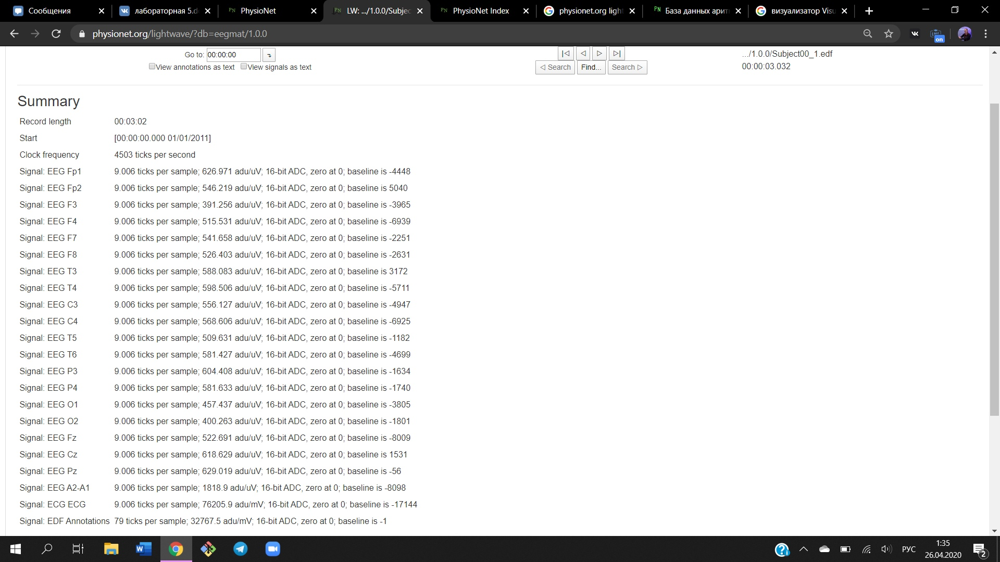 Сообщения
лабораторная 5.d
PhysioNet
LW: .../1.0.0/Subjec
PhysioNet Index
physionet.org light
База данных арит
визуализатор Visu
physionet.org/lightwave/?db=eegmat/1.0.0
on
Go to: 00:00:00
View annotations as text View signals as text
Search Find... Search
.../1.0.0/Subject00_1.edf
00:00:03.032
Summary
Record length 00:03:02
Start [00:00:00.000 01/01/2011]
Clock frequency 4503 ticks per second
Signal: EEG Fp1 9.006 ticks per sample; 626.971 adu/uV; 16-bit ADC, zero at 0; baseline is -4448
Signal: EEG Fp2 9.006 ticks per sample; 546.219 adu/uV; 16-bit ADC, zero at 0; baseline is 5040
Signal: EEG F3 9.006 ticks per sample; 391.256 adu/uV; 16-bit ADC, zero at 0; baseline is -3965
Signal: EEG F4 9.006 ticks per sample; 515.531 adu/uV; 16-bit ADC, zero at 0; baseline is -6939
Signal: EEG F7 9.006 ticks per sample; 541.658 adu/uV; 16-bit ADC, zero at 0; baseline is -2251
Signal: EEG F8 9.006 ticks per sample; 526.403 adu/uV; 16-bit ADC, zero at 0; baseline is -2631
Signal: EEG T3 9.006 ticks per sample; 588.083 adu/uV; 16-bit ADC, zero at 0; baseline is 3172
Signal: EEG T4 9.006 ticks per sample; 598.506 adu/uV; 16-bit ADC, zero at 0; baseline is -5711
Signal: EEG C3 9.006 ticks per sample; 556.127 adu/uV; 16-bit ADC, zero at 0; baseline is -4947
Signal: EEG C4 9.006 ticks per sample; 568.606 adu/uV; 16-bit ADC, zero at 0; baseline is -6925
Signal: EEG T5 9.006 ticks per sample; 509.631 adu/uV; 16-bit ADC, zero at 0; baseline is -1182
Signal: EEG T6 9.006 ticks per sample; 581.427 adu/uV; 16-bit ADC, zero at 0; baseline is -4699
Signal: EEG P3 9.006 ticks per sample; 604.408 adu/uV; 16-bit ADC, zero at 0; baseline is -1634
Signal: EEG P4 9.006 ticks per sample; 581.633 adu/uV; 16-bit ADC, zero at 0; baseline is -1740
Signal: EEG O1 9.006 ticks per sample; 457.437 adu/uV; 16-bit ADC, zero at 0; baseline is -3805
Signal: EEG O2 9.006 ticks per sample; 400.263 adu/uV; 16-bit ADC, zero at 0; baseline is -1801
Signal: EEG Fz 9.006 ticks per sample; 522.691 adu/uV; 16-bit ADC, zero at 0; baseline is -8009
Signal: EEG Cz 9.006 ticks per sample; 618.629 adu/uV; 16-bit ADC, zero at 0; baseline is 1531
Signal: EEG Pz 9.006 ticks per sample; 629.019 adu/uV; 16-bit ADC, zero at 0; baseline is -56
Signal: EEG A2-A1 9.006 ticks per sample; 1818.9 adu/uV; 16-bit ADC, zero at 0; baseline is -8098
Signal: ECG ECG 9.006 ticks per sample; 76205.9 adu/mV; 16-bit ADC, zero at 0; baseline is -17144
Signal: EDF Annotations 79 ticks per sample; 32767.5 adu/mV; 16-bit ADC, zero at 0; baseline is -1
РУС
1:35
26.04.2020
2